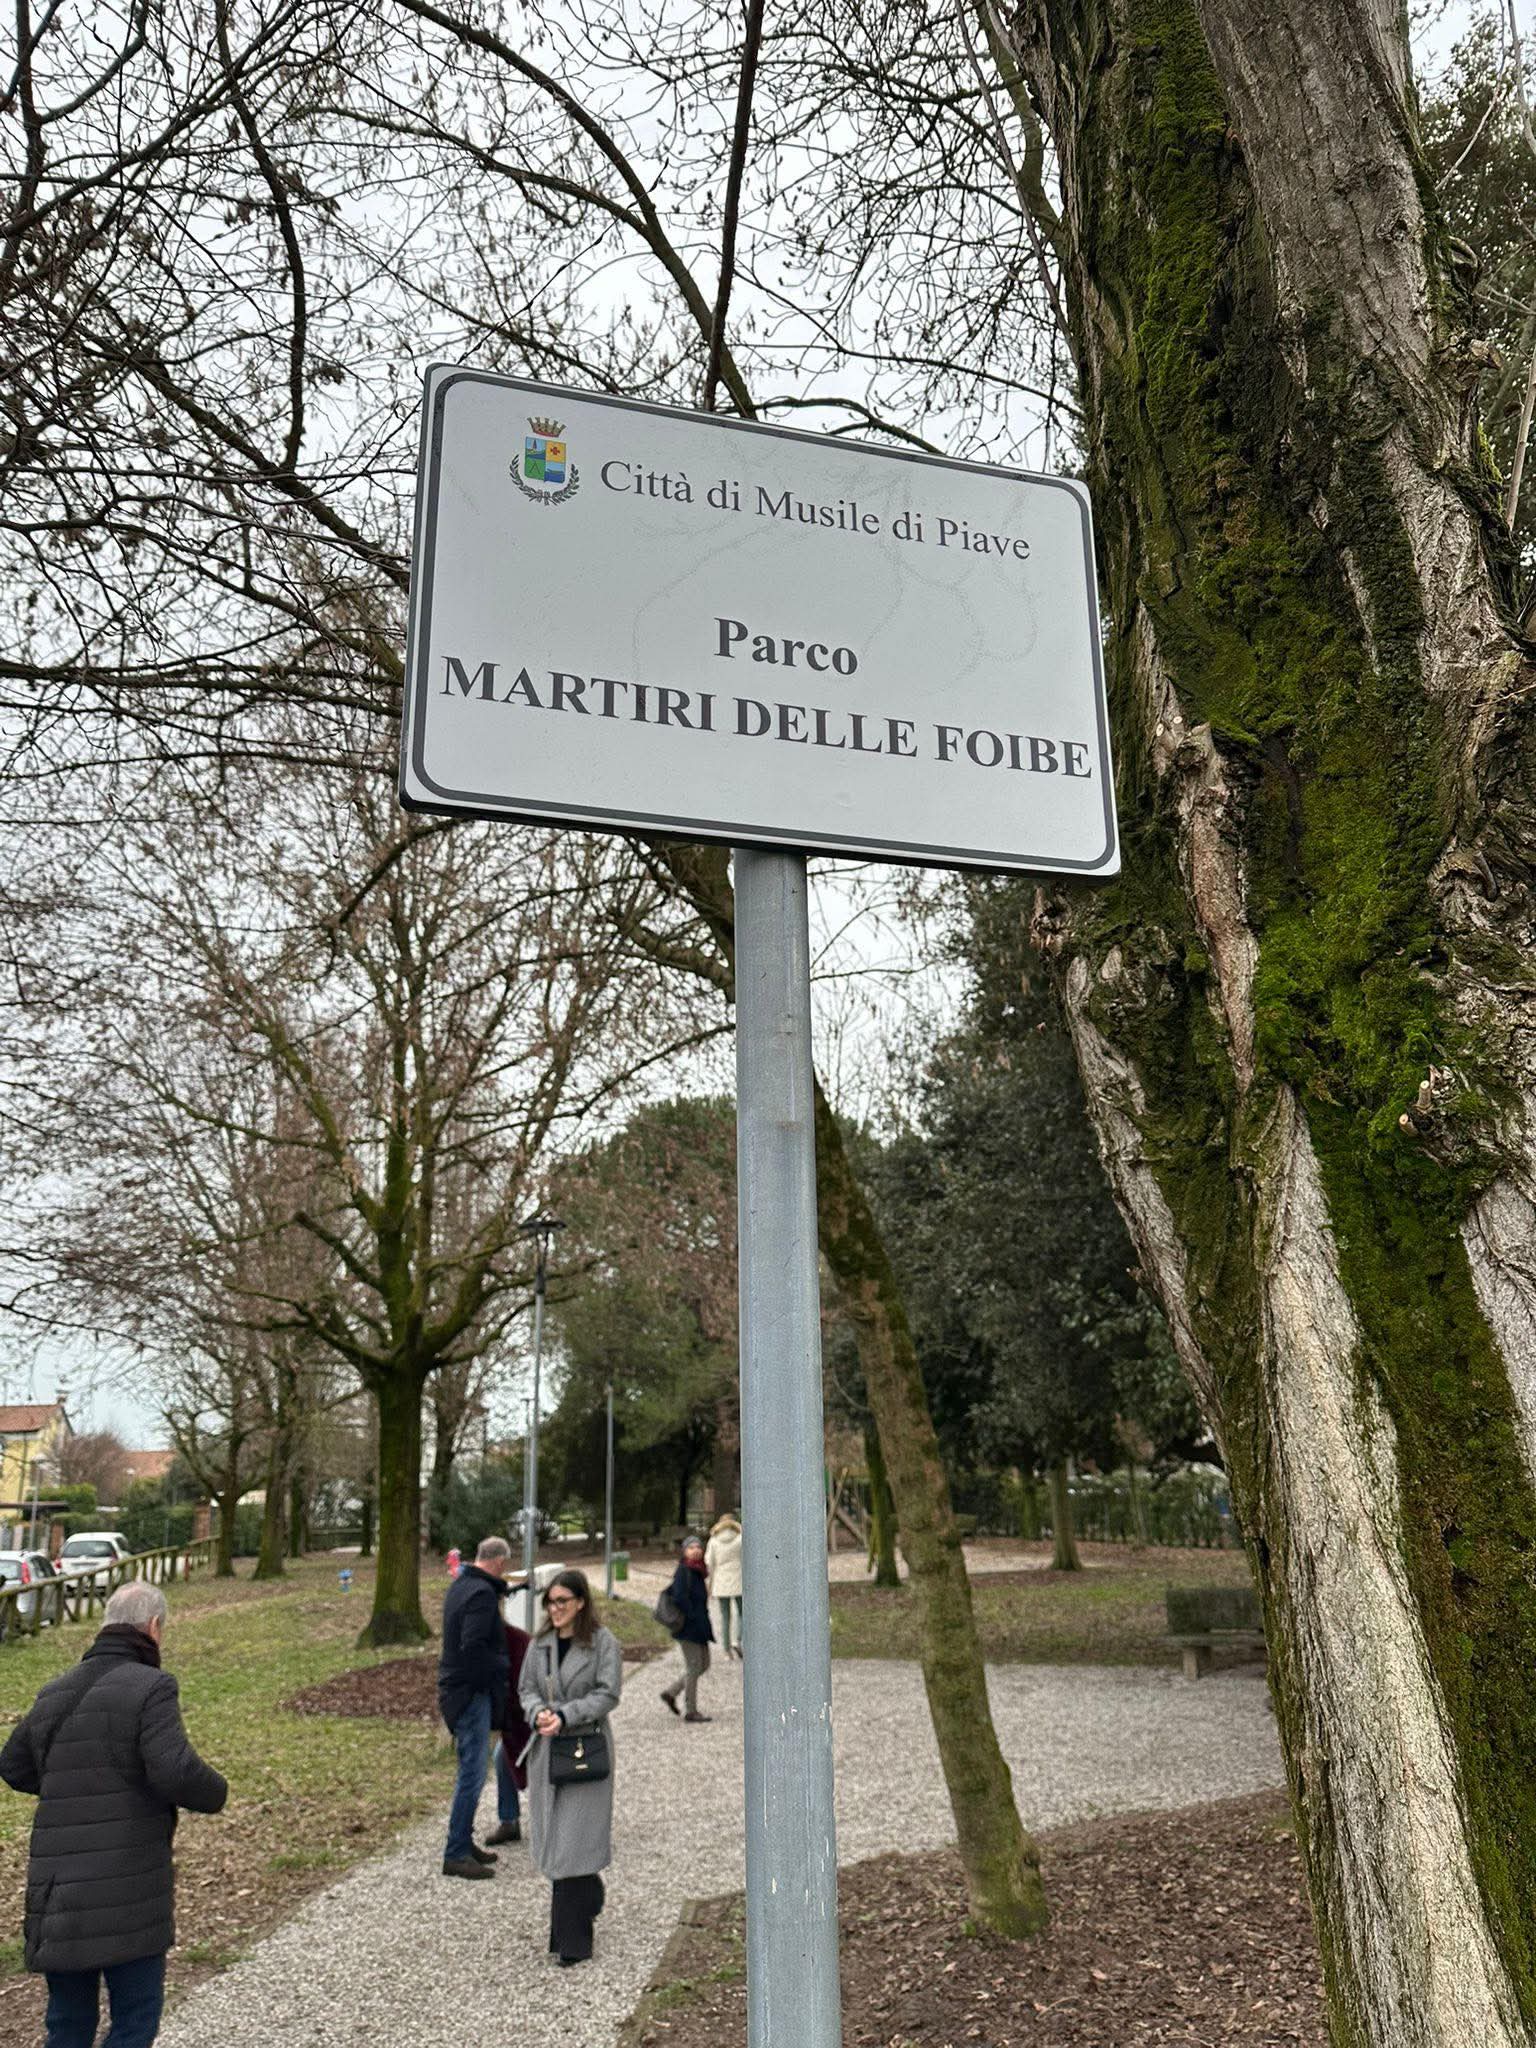 Città di Musile di Piave
Parco
MARTIRI DELLE FOIBE